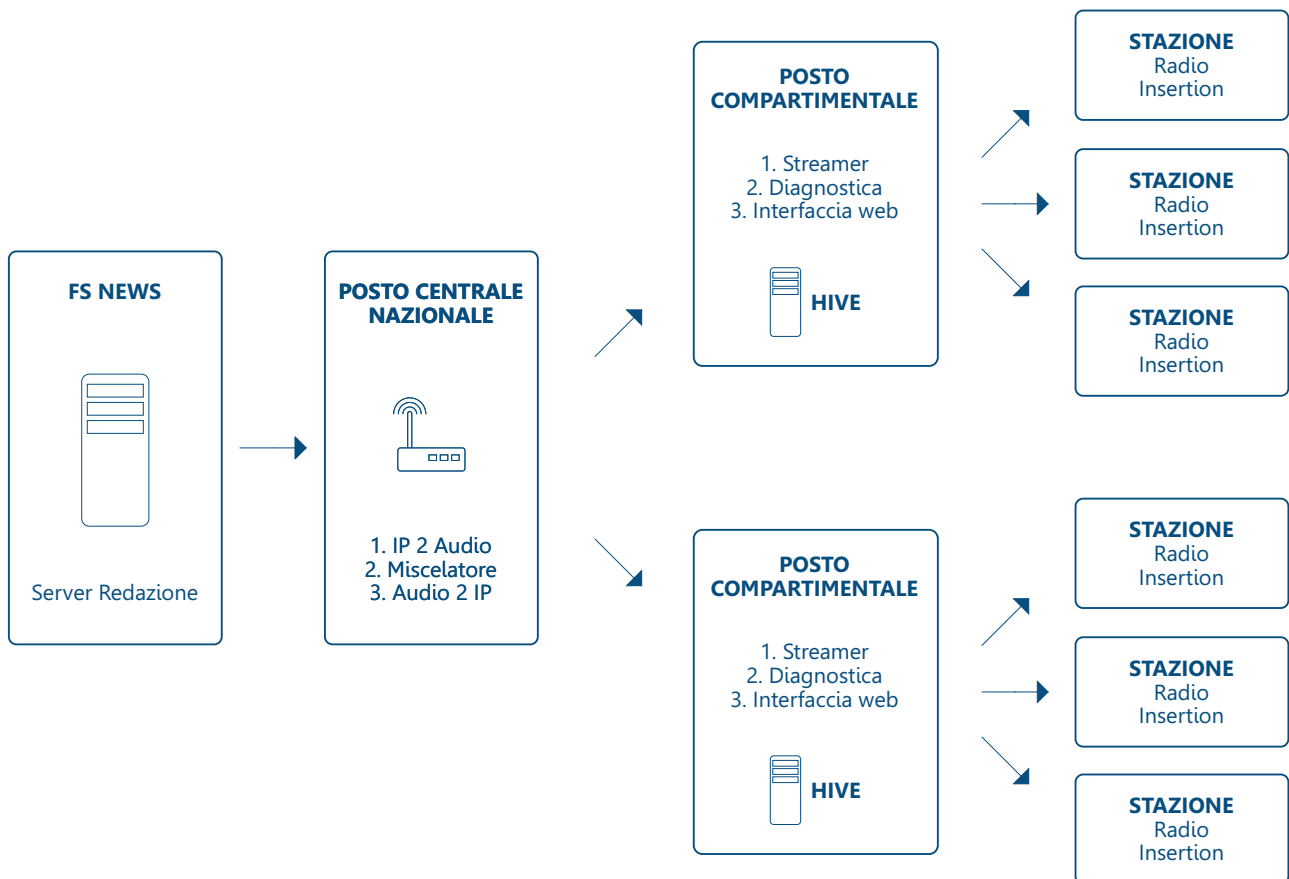 FS NEWS
Server Redazione
POSTO CENTRALE
NAZIONALE
1. IP 2 Audio
2. Miscelatore
3. Audio 2 IP
POSTO
COMPARTIMENTALE
1. Streamer
2. Diagnostica
3. Interfaccia web
HIVE
STAZIONE
Radio
Insertion
STAZIONE
Radio
Insertion
STAZIONE
Radio
Insertion
POSTO
COMPARTIMENTALE
1. Streamer
2. Diagnostica
3. Interfaccia web
HIVE
STAZIONE
Radio
Insertion
STAZIONE
Radio
Insertion
STAZIONE
Radio
Insertion